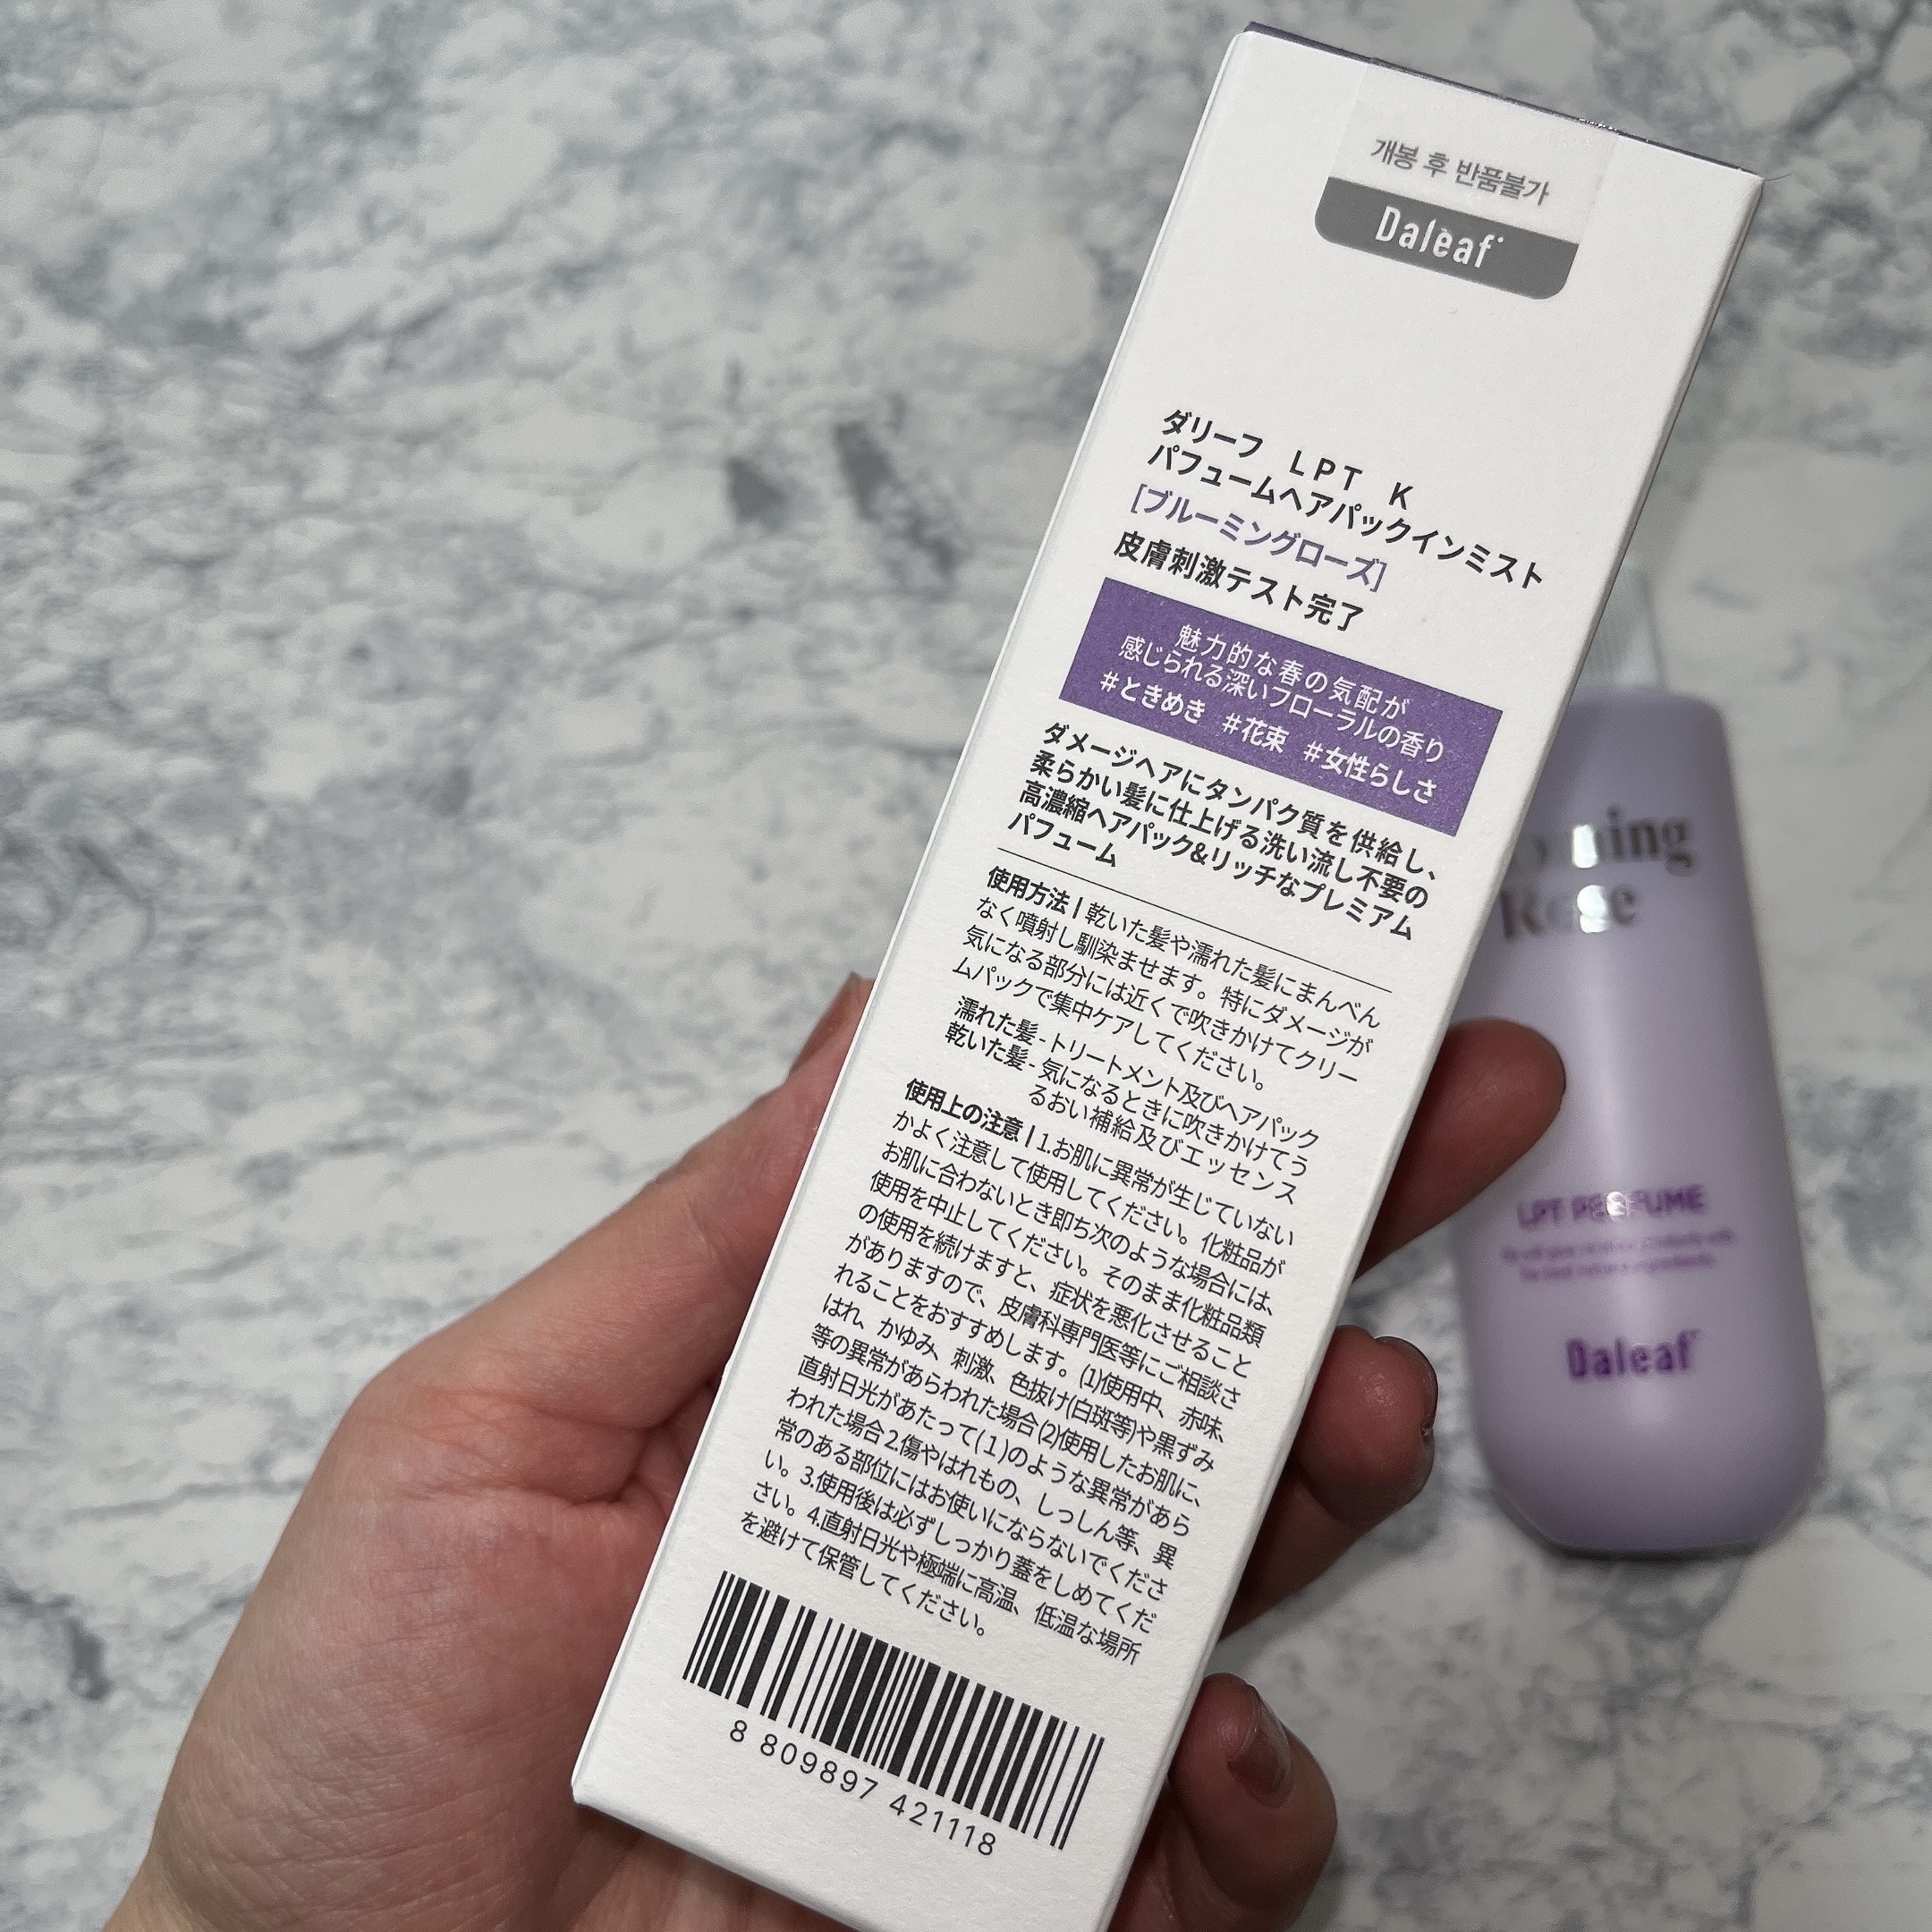 개봉 후 반품불가
Daleaf
ダリーフ LPT K
パフュームヘアパックインミスト
[ブルーミングローズ]
皮膚刺激テスト完了
魅力的な春の気配が
感じられる深いフローラルの香り
#ときめき #花束 #女性らしさ
ダメージヘアにタンパク質を供給し、
柔らかい髪に仕上げる洗い流し不要の
高濃縮ヘアパック&リッチなプレミアム
パフューム
使用方法 | 乾いた髪や濡れた髪にまんべん
なく噴射し馴染ませます。特にダメージが
気になる部分には近くで吹きかけてクリー
ムパックで集中ケアしてください。
濡れた髪 - トリートメント及びヘアパック
乾いた髪 - 気になるときに吹きかけてう
るおい補給及びエッセンス
使用上の注意 | 1.お肌に異常が生じていない
かよく注意して使用してください。化粧品が
お肌に合わないとき即ち次のような場合には、
使用を中止してください。そのまま化粧品類
の使用を続けますと、症状を悪化させること
がありますので、皮膚科専門医等にご相談さ
れることをおすすめします。(1)使用中、赤味、
はれ、かゆみ、刺激、色抜け(白斑等)や黒ずみ
等の異常があらわれた場合 (2)使用したお肌に、
直射日光があたって(1)のような異常があら
われた場合 2.傷やはれもの、しっしん等、異
常のある部位にはお使いにならないでくださ
い。3.使用後は必ずしっかり蓋をしめてくだ
さい。4.直射日光や極端に高温、低温な場所
を避けて保管してください。
8 809897 421118
Rose
LPT PERFUME
Daleaf